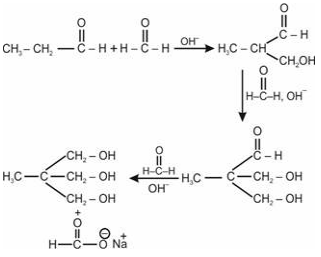 CH₃–CH₂–C(=O)–H + H–C(=O)–H —OH⁻→ H₃C–CH(CH₂OH)–C(=O)–H
H–C(=O)–H, OH⁻
H₃C–C(CH₂–OH)(CH₂–OH)–C(=O)–H
H–C(=O)–H
OH⁻
H₃C–C(CH₂–OH)(CH₂–OH)–CH₂–OH
+
H–C(=O)–O⊖ Na⁺